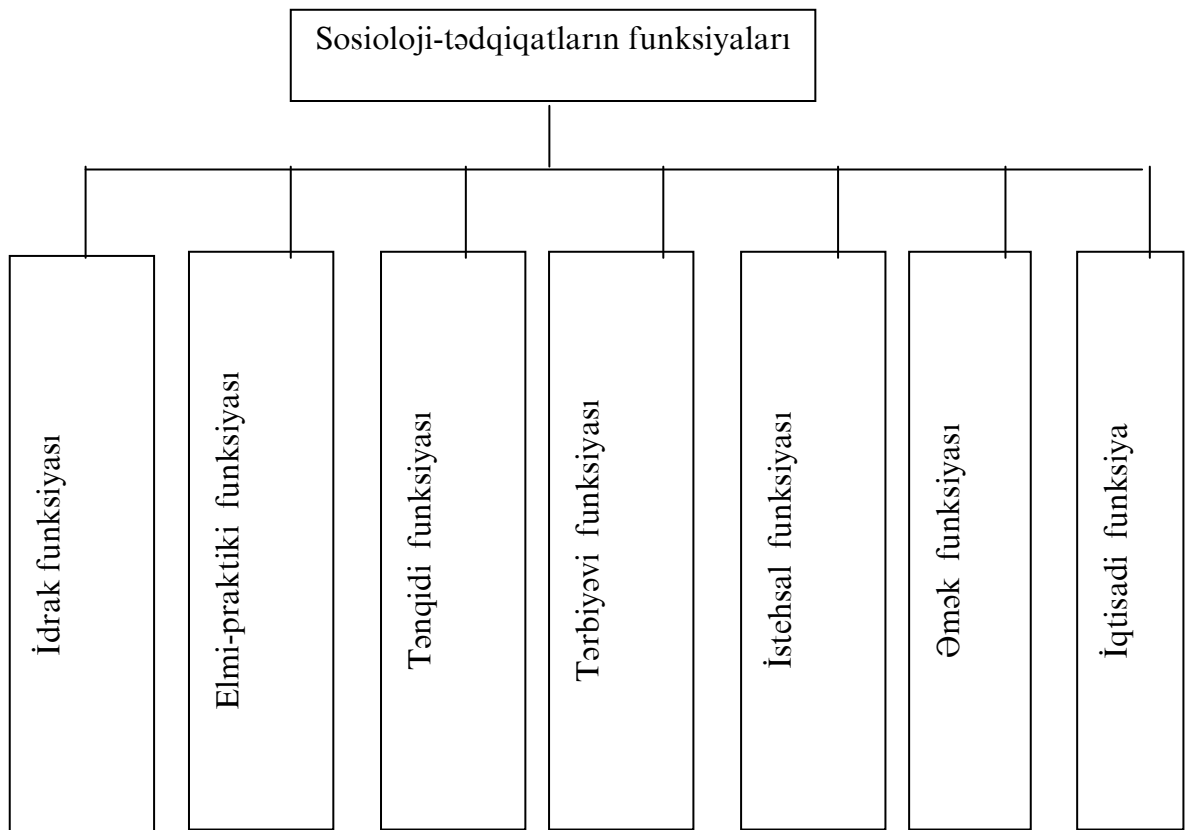 Sosioloji-tədqiqatların funksiyaları
İdrak funksiyası
Elmi-praktiki funksiyası
Tənqidi funksiyası
Tərbiyəvi funksiyası
İstehsal funksiyası
Əmək funksiyası
İqtisadi funksiya